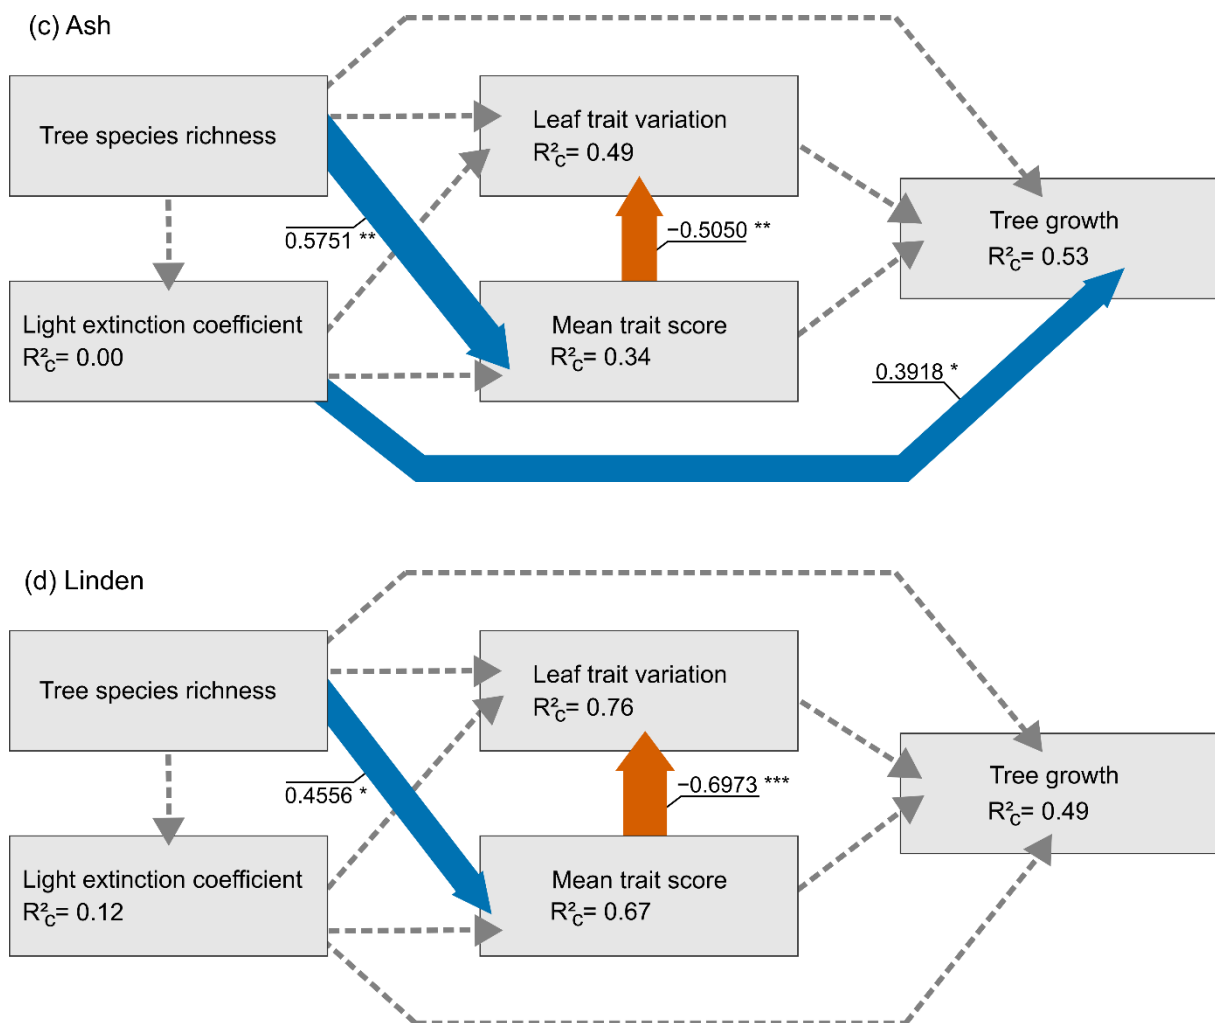 (c) Ash
Tree species richness
Leaf trait variation
R²c= 0.49
Tree growth
R²c= 0.53
0.5751 **
−0.5050 **
Light extinction coefficient
R²c= 0.00
Mean trait score
R²c= 0.34
0.3918 *
(d) Linden
Tree species richness
Leaf trait variation
R²c= 0.76
Tree growth
R²c= 0.49
0.4556 *
−0.6973 ***
Light extinction coefficient
R²c= 0.12
Mean trait score
R²c= 0.67